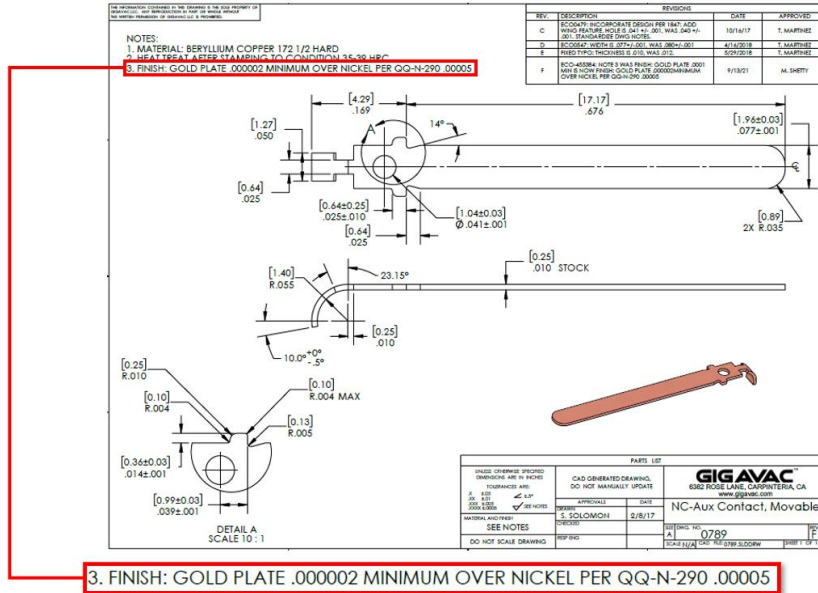 THE INFORMATION CONTAINED IN THIS DRAWING IS THE SOLE PROPERTY OF
GIGAVAC LLC. ANY REPRODUCTION IN PART OR WHOLE WITHOUT
THE WRITTEN PERMISSION OF GIGAVAC LLC IS PROHIBITED.
NOTES:
1. MATERIAL: BERYLLIUM COPPER 172 1/2 HARD
2. HEAT TREAT AFTER STAMPING TO CONDITION 35-39 HRC
3. FINISH: GOLD PLATE .000002 MINIMUM OVER NICKEL PER QQ-N-290 .00005
REVISIONS
REV. DESCRIPTION DATE APPROVED
C ECO0479: INCORPORATE DESIGN PER 1847: ADD
WING FEATURE, HOLE IS .041 +/- .001, WAS .040 +/-
.001. STANDARDIZE DWG NOTES. 10/16/17 T. MARTINEZ
D ECO0547: WIDTH IS .077+/-.001, WAS .080+/-.001 4/16/2018 T. MARTINEZ
E FIXED TYPO: THICKNESS IS .010, WAS .012. 5/29/2018 T. MARTINEZ
F ECO-455384: NOTE 3 WAS FINISH: GOLD PLATE .0001
MIN IS NOW FINISH: GOLD PLATE .000002MINIMUM
OVER NICKEL PER QQ-N-290 .00005 9/13/21 M. SHETTY
[4.29]
.169
[17.17]
.676
[1.27]
.050
A
14°
[1.96±0.03]
.077±.001
[0.64]
.025
[0.64±0.25]
.025±.010
[0.64]
.025
[1.04±0.03]
Ø.041±.001
[0.89]
2X R.035
[1.40]
R.055
23.15°
[0.25]
.010 STOCK
[0.25]
.010
10.0° +0°
-.5°
[0.25]
R.010
[0.10]
R.004
[0.10]
R.004 MAX
[0.13]
R.005
[0.36±0.03]
.014±.001
[0.99±0.03]
.039±.001
DETAIL A
SCALE 10 : 1
PARTS LIST
UNLESS OTHERWISE SPECIFIED
DIMENSIONS ARE IN INCHES
TOLERANCES ARE:
SEE NOTES
MATERIAL AND FINISH
SEE NOTES
DO NOT SCALE DRAWING
CAD GENERATED DRAWING,
DO NOT MANUALLY UPDATE
APPROVALS DATE
DRAWN
S. SOLOMON 2/8/17
CHECKED
RESP ENG
GIGAVAC
6382 ROSE LANE, CARPINTERIA, CA
www.gigavac.com
NC-Aux Contact, Movable
SIZE DWG. NO.
A 0789 F
SCALE N/A CAD FILE: 0789.SLDDRW SHEET 1 OF 1
3. FINISH: GOLD PLATE .000002 MINIMUM OVER NICKEL PER QQ-N-290 .00005